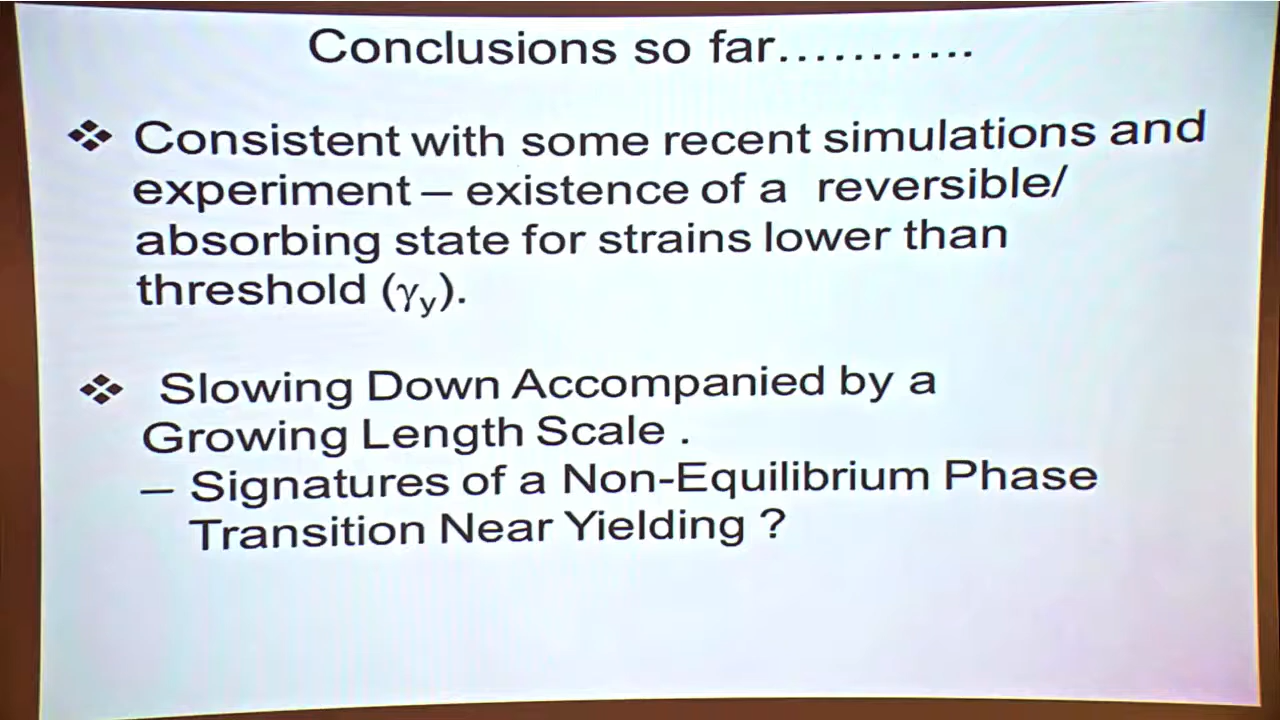 Conclusions so far...........
❖ Consistent with some recent simulations and
experiment – existence of a reversible/
absorbing state for strains lower than
threshold (γy).
❖ Slowing Down Accompanied by a
Growing Length Scale .
– Signatures of a Non-Equilibrium Phase
Transition Near Yielding ?